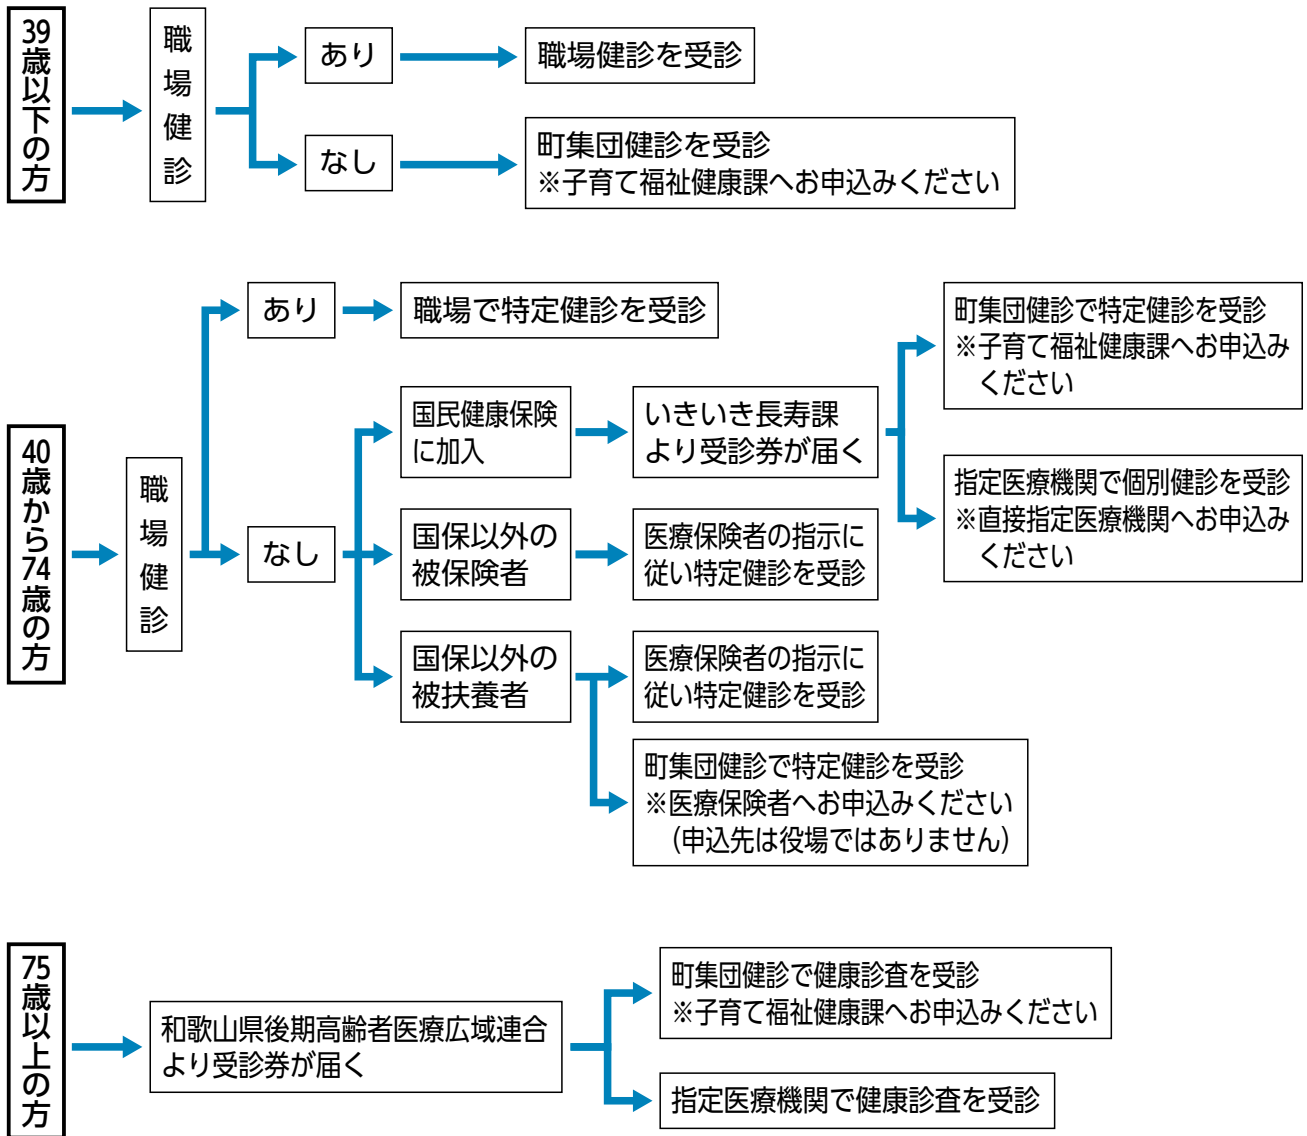 39歳以下の方
職場健診
あり
職場健診を受診
なし
町集団健診を受診
※子育て福祉健康課へお申込みください
40歳から74歳の方
職場健診
あり
職場で特定健診を受診
なし
国民健康保険
に加入
いきいき長寿課
より受診券が届く
町集団健診で特定健診を受診
※子育て福祉健康課へお申込み
ください
指定医療機関で個別健診を受診
※直接指定医療機関へお申込み
ください
国保以外の
被保険者
医療保険者の指示に
従い特定健診を受診
国保以外の
被扶養者
医療保険者の指示に
従い特定健診を受診
町集団健診で特定健診を受診
※医療保険者へお申込みください
(申込先は役場ではありません)
75歳以上の方
和歌山県後期高齢者医療広域連合
より受診券が届く
町集団健診で健康診査を受診
※子育て福祉健康課へお申込みください
指定医療機関で健康診査を受診